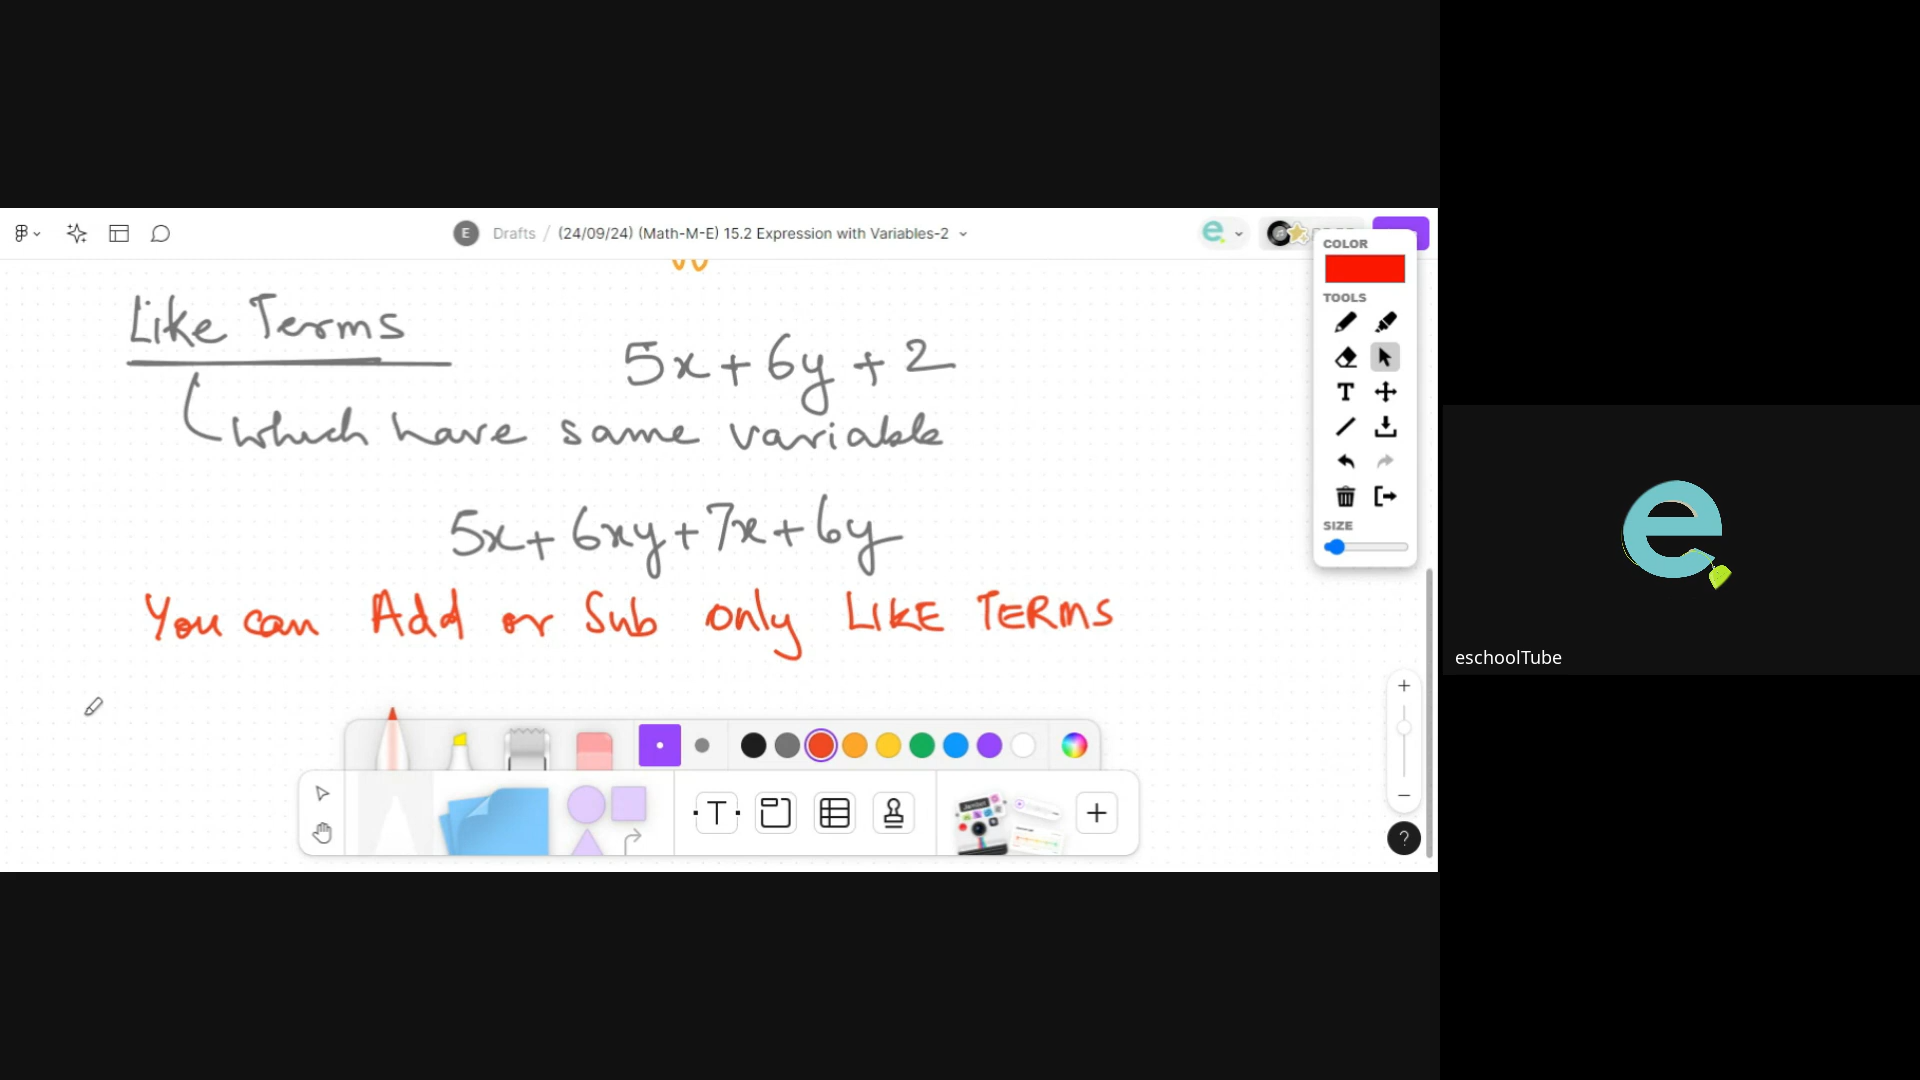 E Drafts / (24/09/24) (Math-M-E) 15.2 Expression with Variables-2
COLOR
TOOLS
T
SIZE
Like Terms
5x + 6y + 2
which have same variable
5x + 6xy + 7x + 6y
You can Add or Sub only LIKE TERMS
eschoolTube
T
+
?